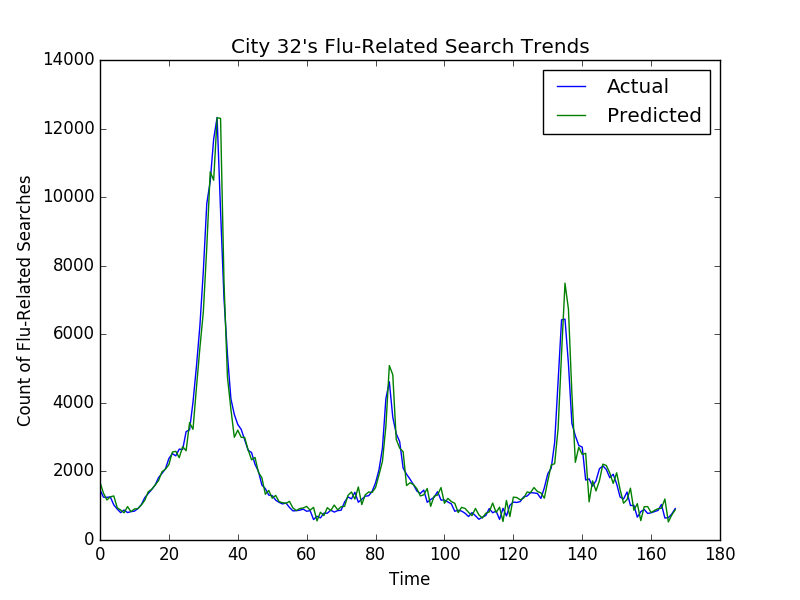 City 32's Flu-Related Search Trends
14000
12000
10000
8000
6000
4000
2000
0
Count of Flu-Related Searches
Actual
Predicted
0 20 40 60 80 100 120 140 160 180
Time